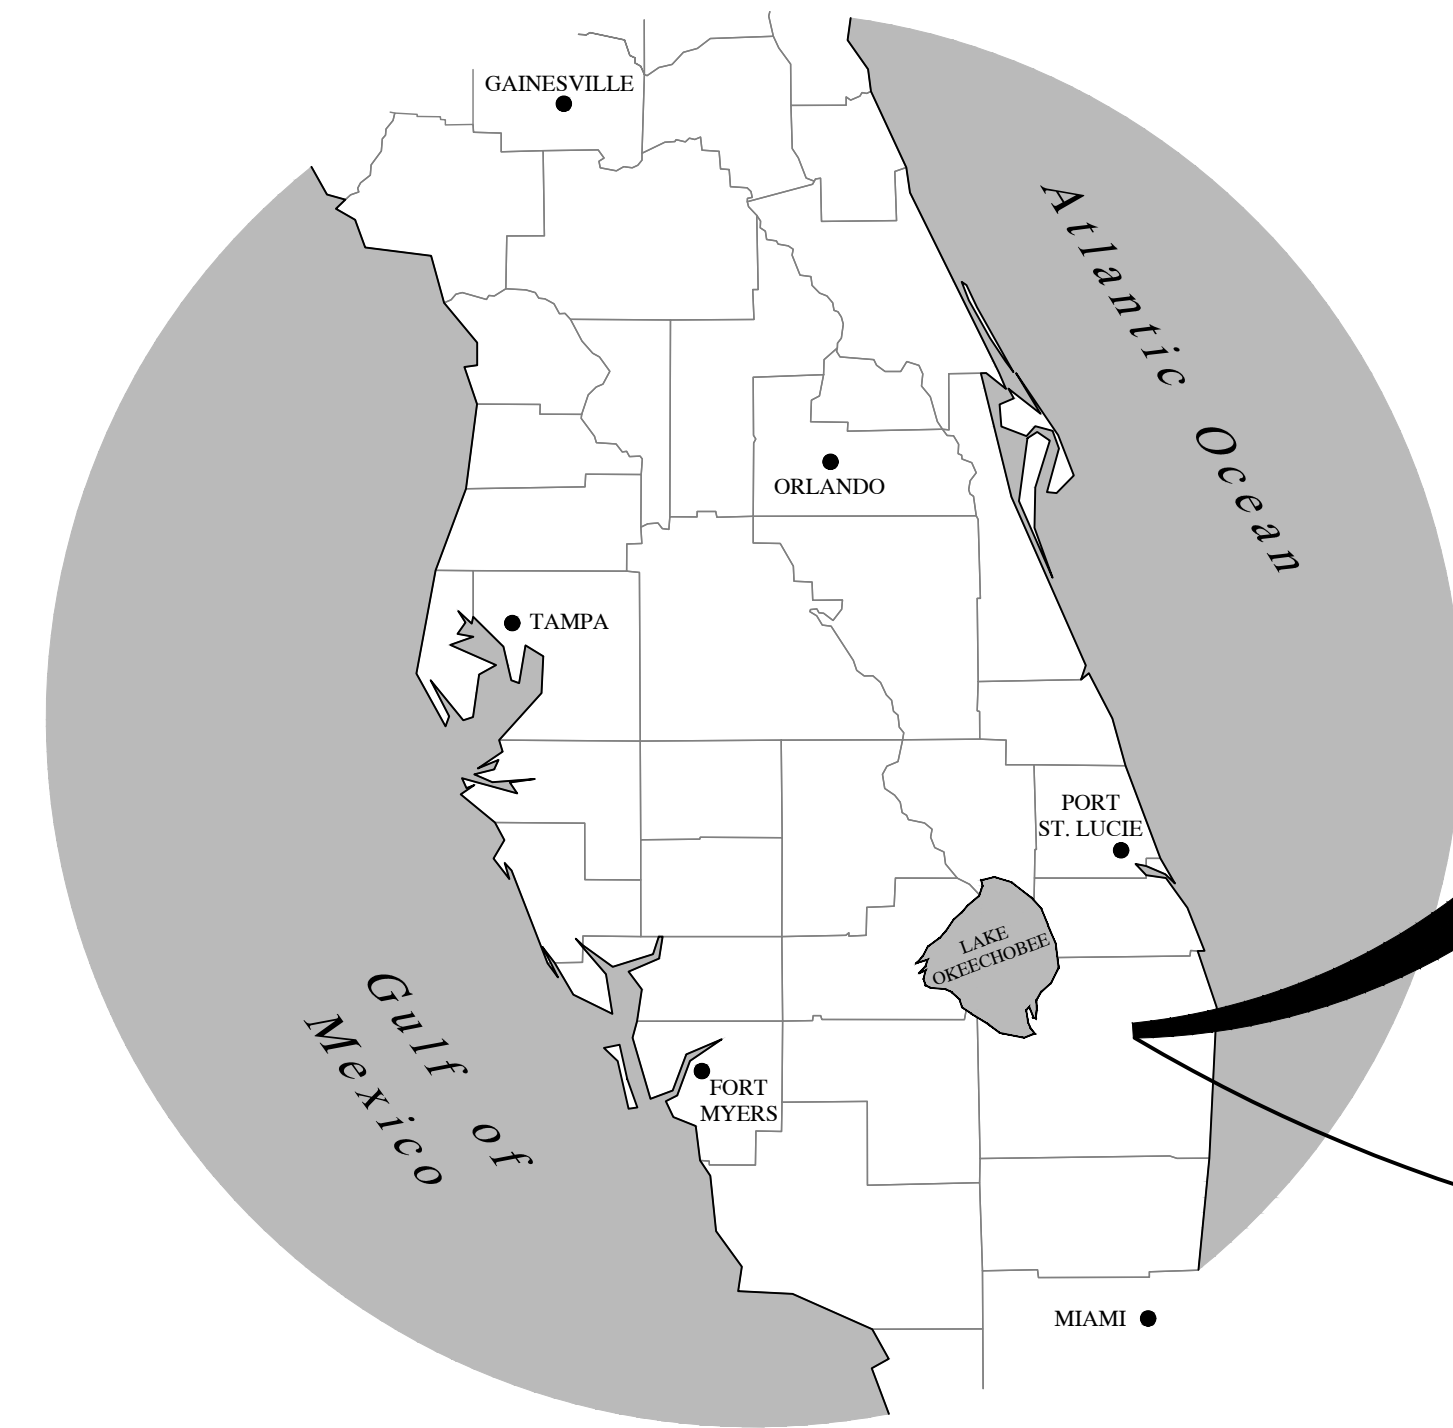 GAINESVILLE
Atlantic Ocean
ORLANDO
TAMPA
PORT
ST. LUCIE
LAKE
OKEECHOBEE
Gulf of
Mexico
FORT
MYERS
MIAMI